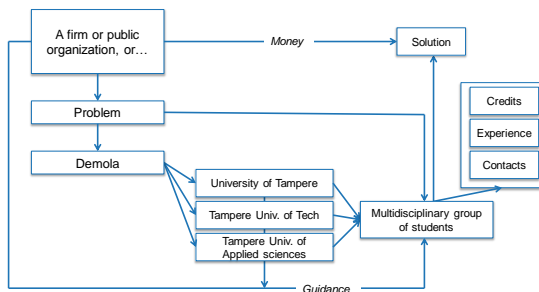 A firm or public
organization, or…
Money
Solution
Credits
Problem
Experience
Demola
Contacts
University of Tampere
Tampere Univ. of Tech
Multidisciplinary group
of students
Tampere Univ. of
Applied sciences
Guidance